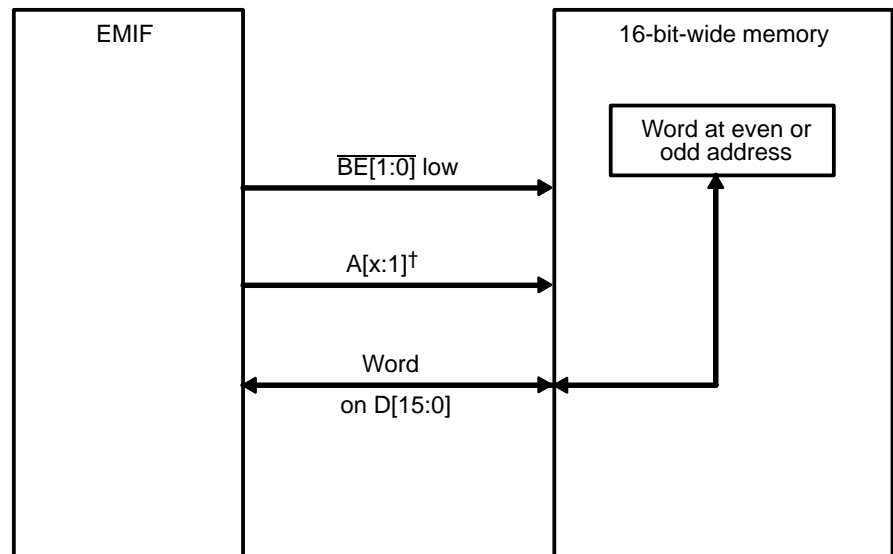 EMIF
16-bit-wide memory
Word at even or
odd address
BE[1:0] low
A[x:1]†
Word
on D[15:0]